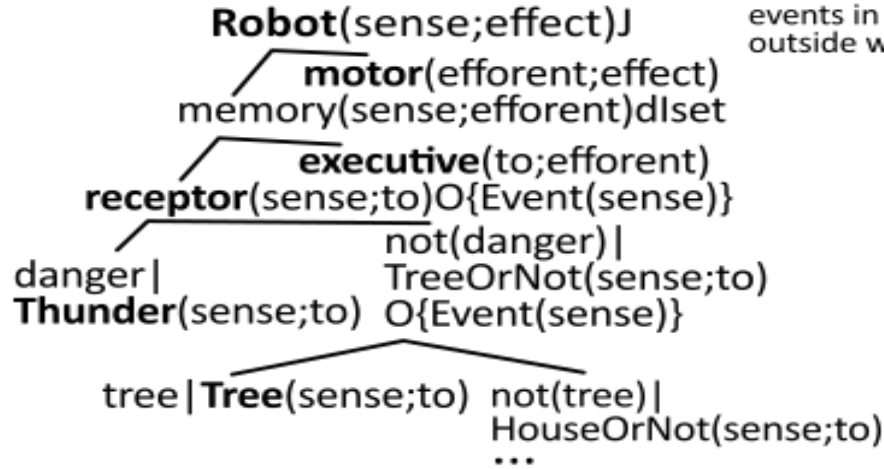 Robot(sense;effect)J
events in
outside w
motor(efforent;effect)
memory(sense;efforent)dIset
executive(to;efforent)
receptor(sense;to)O{Event(sense)}
danger|
Thunder(sense;to)
not(danger)|
TreeOrNot(sense;to)
O{Event(sense)}
tree|Tree(sense;to)
not(tree)|
HouseOrNot(sense;to)
...